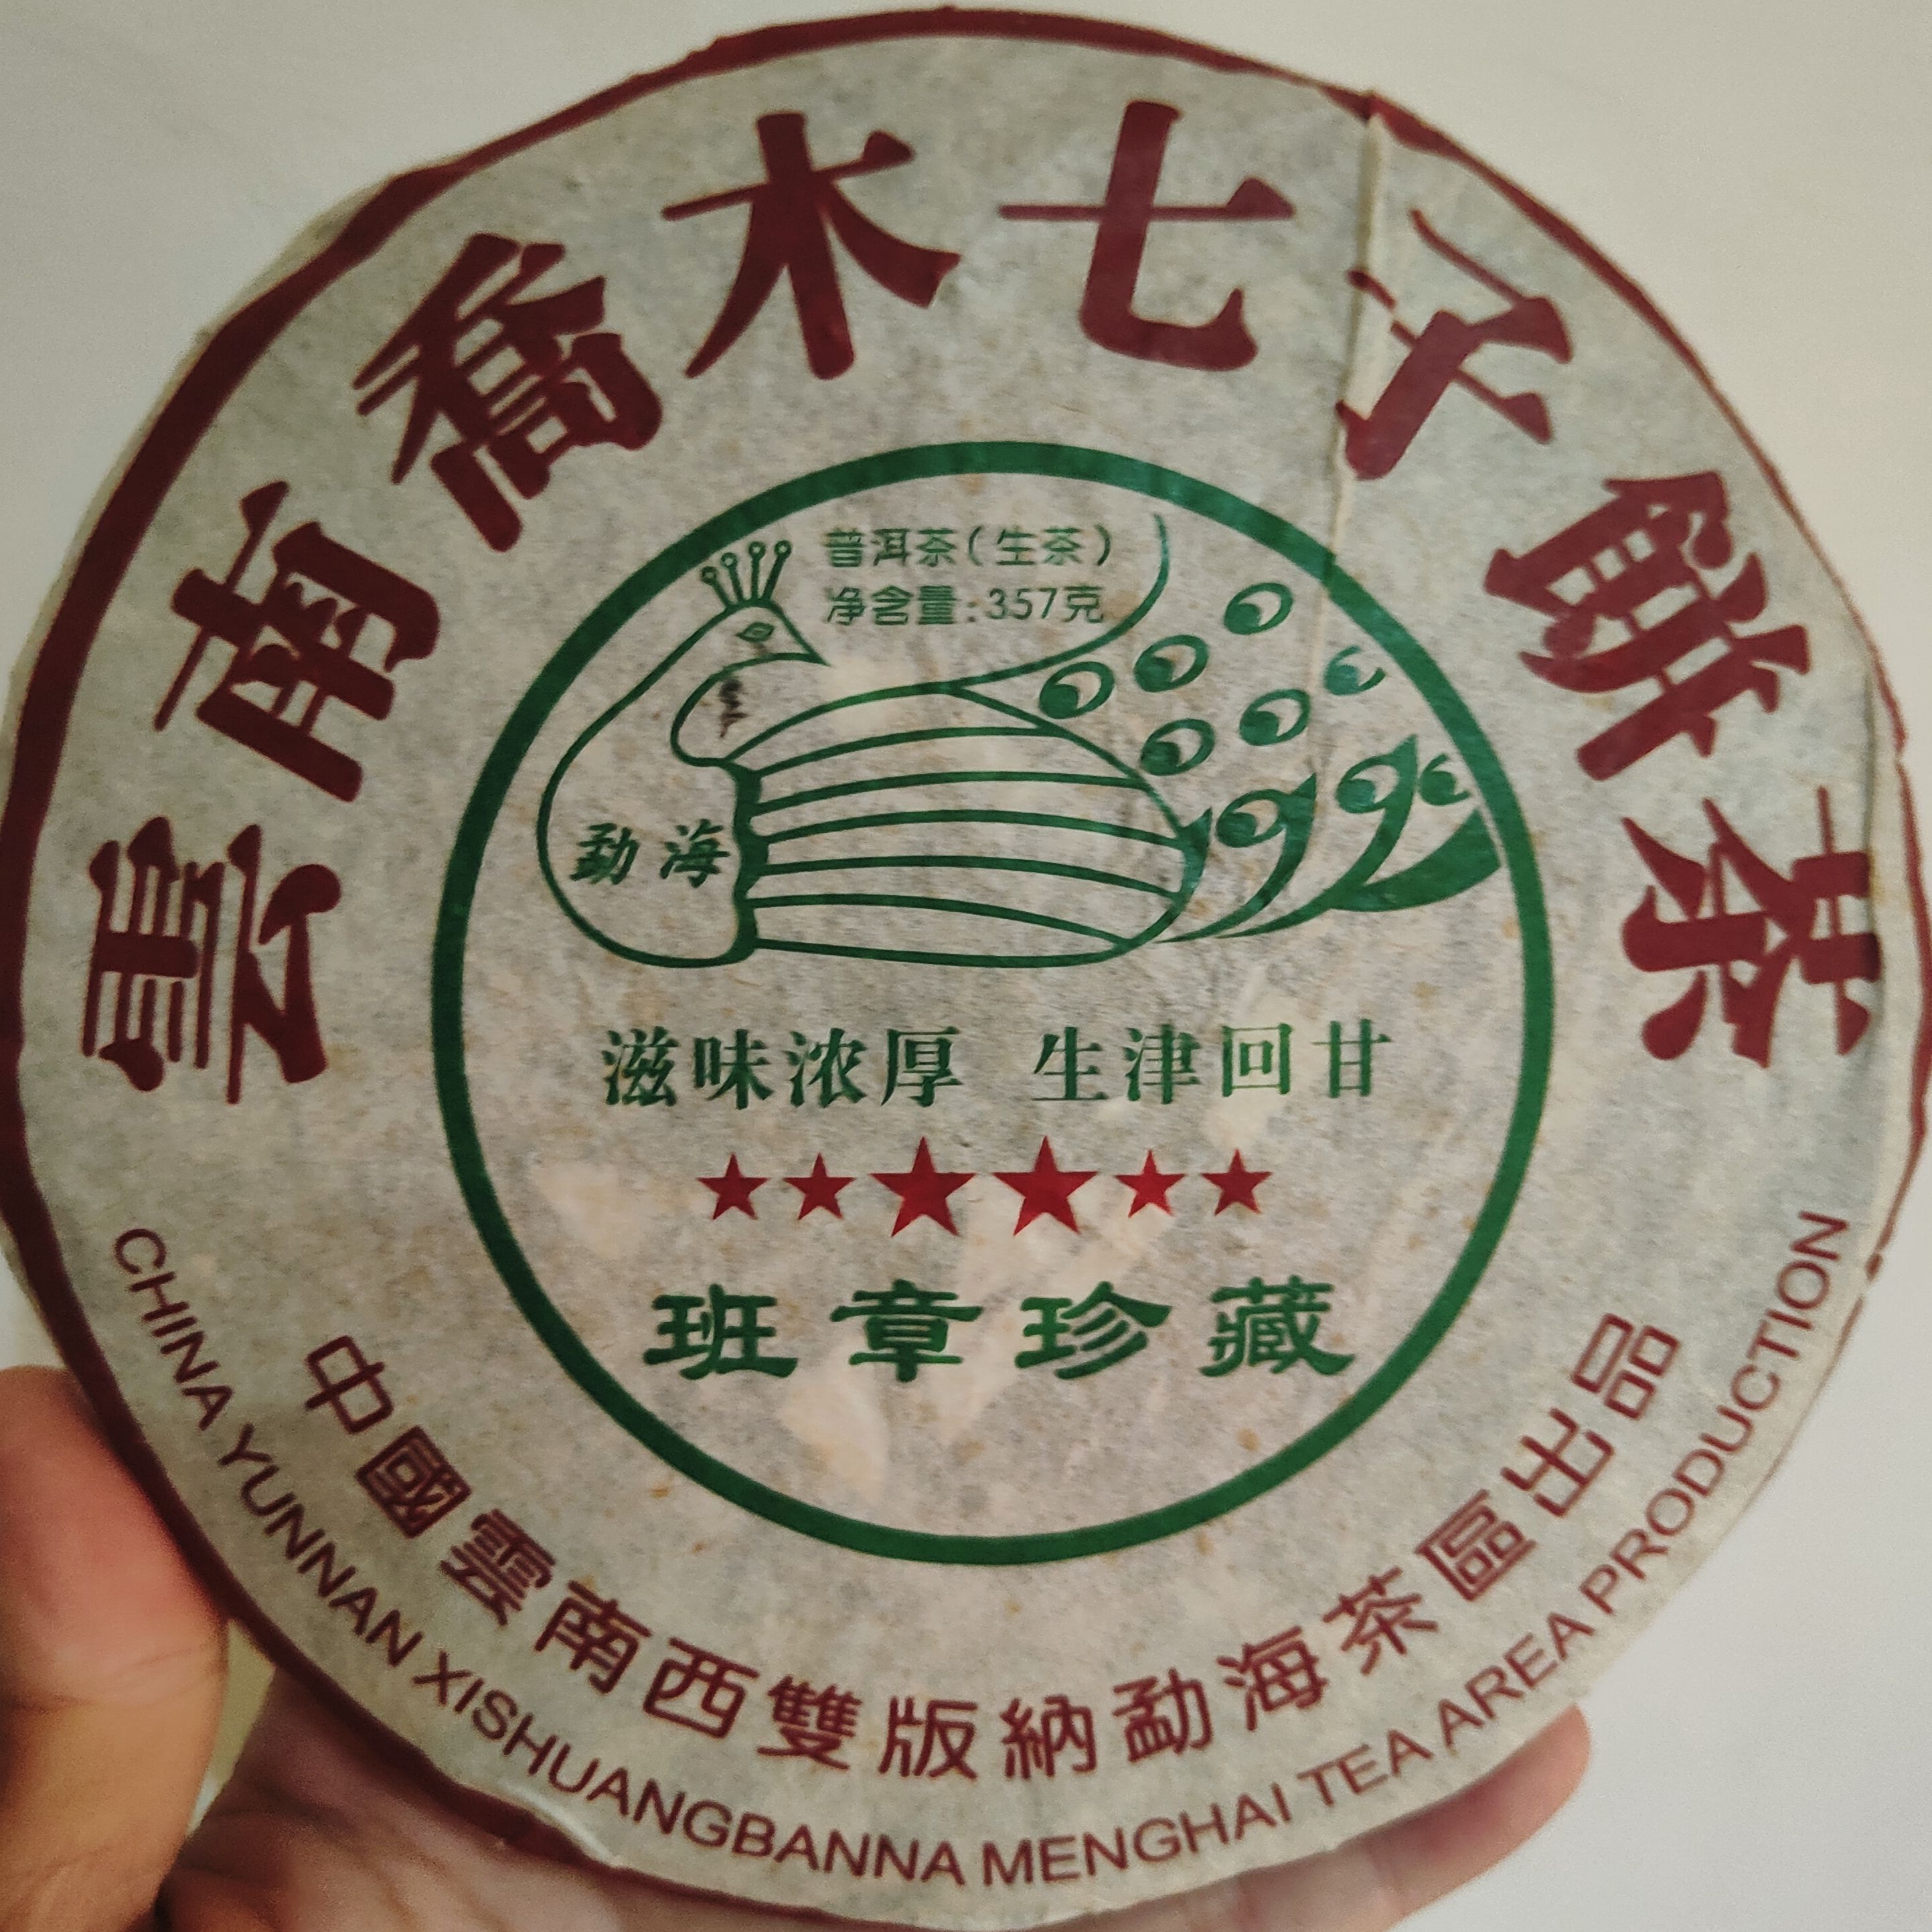 雲南喬木七子餅茶
普洱茶(生茶)
净含量:357克
勐海
滋味浓厚 生津回甘
班章珍藏
中國雲南西雙版納勐海茶區出品
CHINA YUNNAN XISHUANGBANNA MENGHAI TEA AREA PRODUCTION